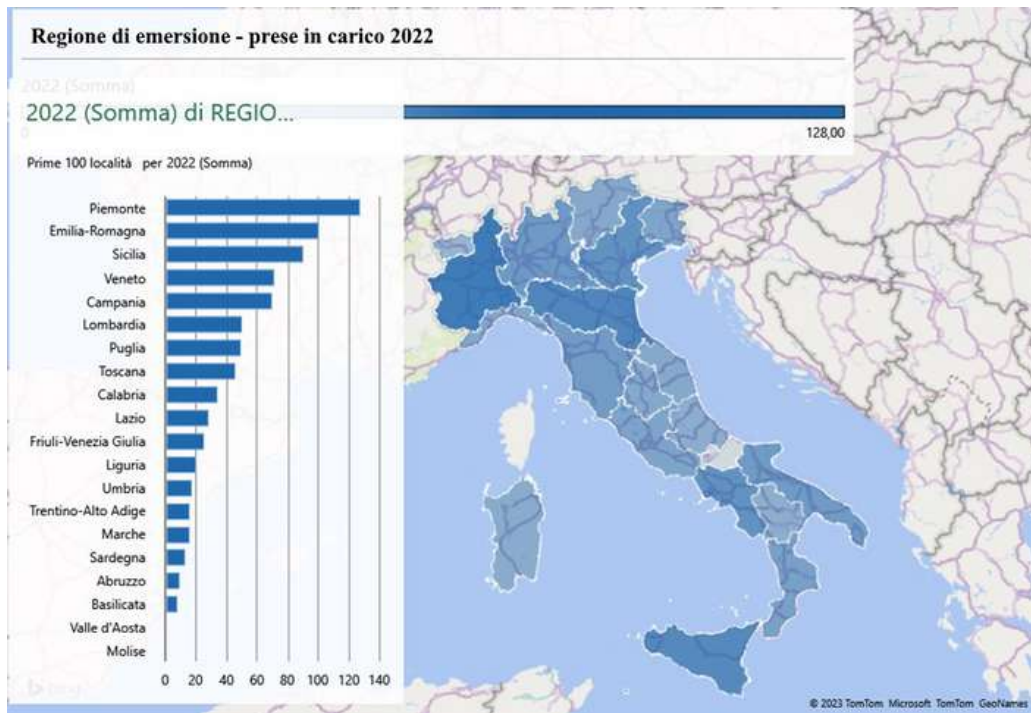 Regione di emersione - prese in carico 2022
2022 (Somma)
2022 (Somma) di REGIO...
0
128,00
Prime 100 località per 2022 (Somma)
Piemonte
Emilia-Romagna
Sicilia
Veneto
Campania
Lombardia
Puglia
Toscana
Calabria
Lazio
Friuli-Venezia Giulia
Liguria
Umbria
Trentino-Alto Adige
Marche
Sardegna
Abruzzo
Basilicata
Valle d'Aosta
Molise
0 20 40 60 80 100 120 140
© 2023 TomTom Microsoft TomTom GeoNames